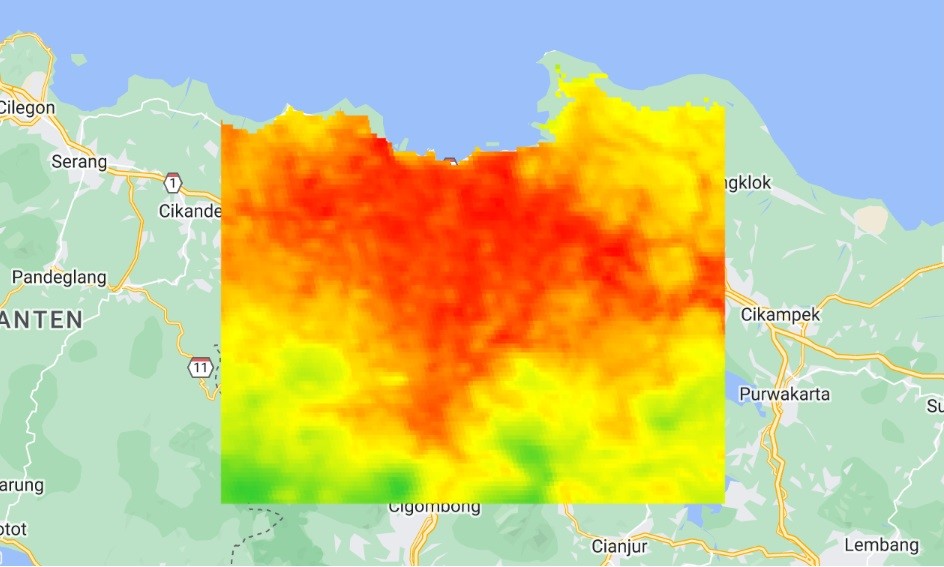 Cilegon
Serang
1
Cikande
ngklok
Pandeglang
ANTEN
Cikampek
11
Purwakarta
Su
arung
Cigombong
otot
Cianjur
Lembang